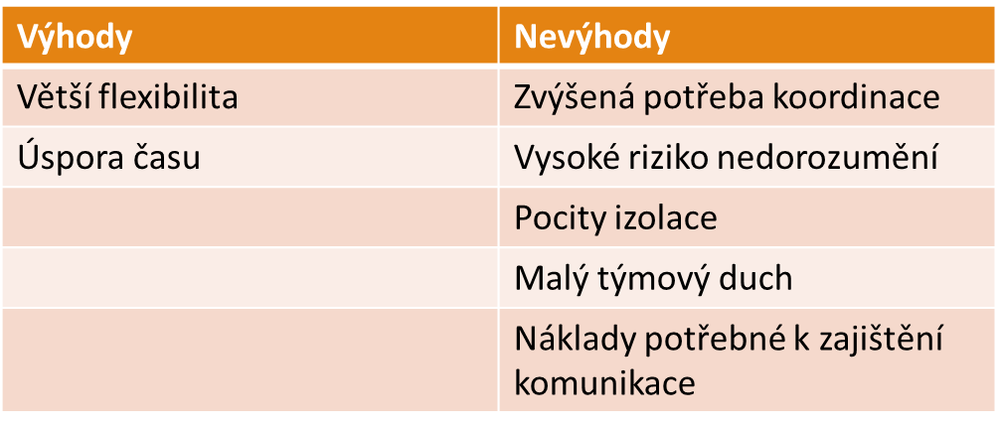 Výhody
Nevýhody
Větší flexibilita
Zvýšená potřeba koordinace
Úspora času
Vysoké riziko nedorozumění
Pocity izolace
Malý týmový duch
Náklady potřebné k zajištění
komunikace